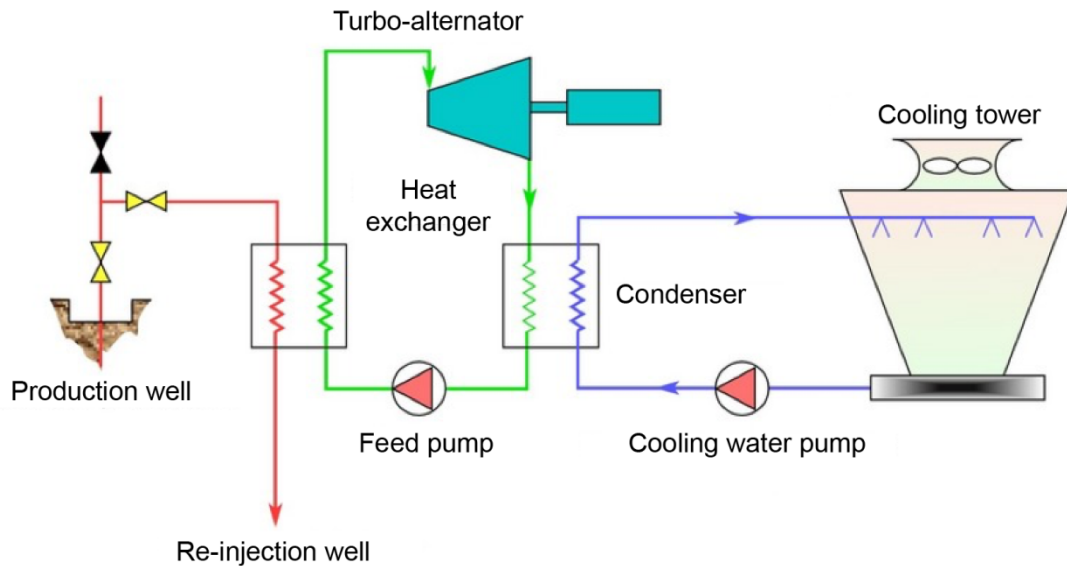 Turbo-alternator
Cooling tower
Heat
exchanger
Condenser
Production well
Feed pump
Cooling water pump
Re-injection well